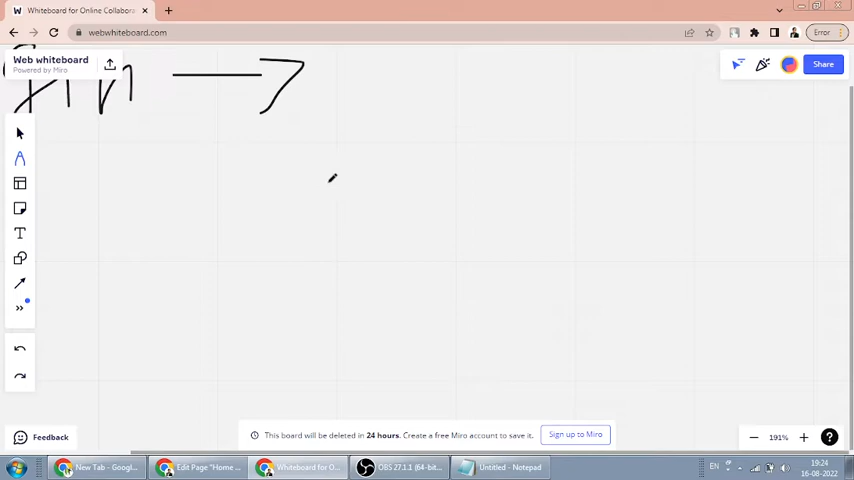 Whiteboard for Online Collabora
webwhiteboard.com
Error
Web whiteboard
Powered by Miro
Share
Feedback
This board will be deleted in 24 hours. Create a free Miro account to save it.
Sign up to Miro
191%
New Tab - Googl...
Edit Page "Home ...
Whiteboard for O...
OBS 27.1.1 (64-bit...
Untitled - Notepad
EN
19:24
16-08-2022